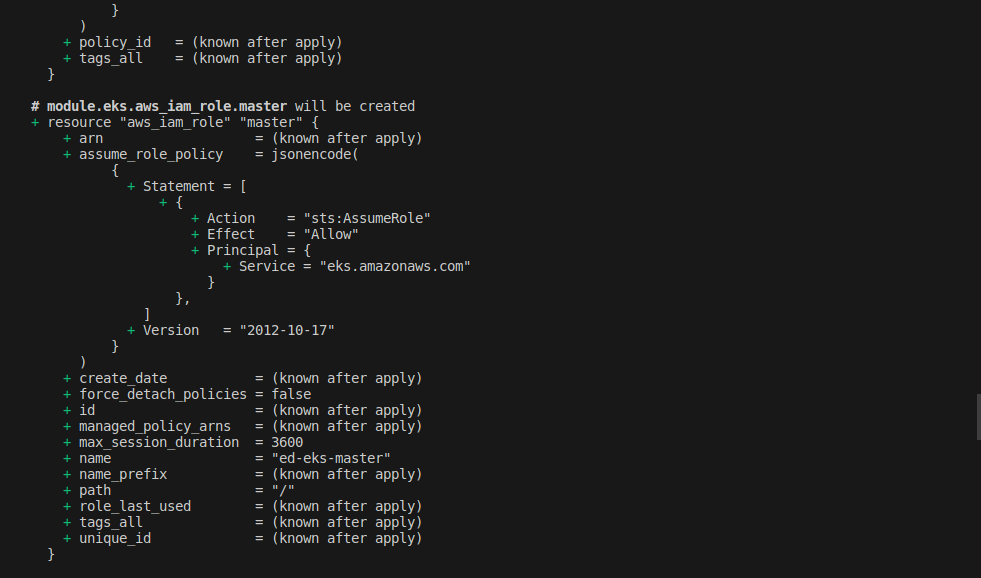 }
      )
    + policy_id   = (known after apply)
    + tags_all    = (known after apply)
  }

# module.eks.aws_iam_role.master will be created
+ resource "aws_iam_role" "master" {
    + arn                   = (known after apply)
    + assume_role_policy    = jsonencode(
          {
            + Statement = [
                + {
                    + Action    = "sts:AssumeRole"
                    + Effect    = "Allow"
                    + Principal = {
                        + Service = "eks.amazonaws.com"
                      }
                  },
              ]
            + Version   = "2012-10-17"
          }
      )
    + create_date           = (known after apply)
    + force_detach_policies = false
    + id                    = (known after apply)
    + managed_policy_arns   = (known after apply)
    + max_session_duration  = 3600
    + name                  = "ed-eks-master"
    + name_prefix           = (known after apply)
    + path                  = "/"
    + role_last_used        = (known after apply)
    + tags_all              = (known after apply)
    + unique_id             = (known after apply)
  }